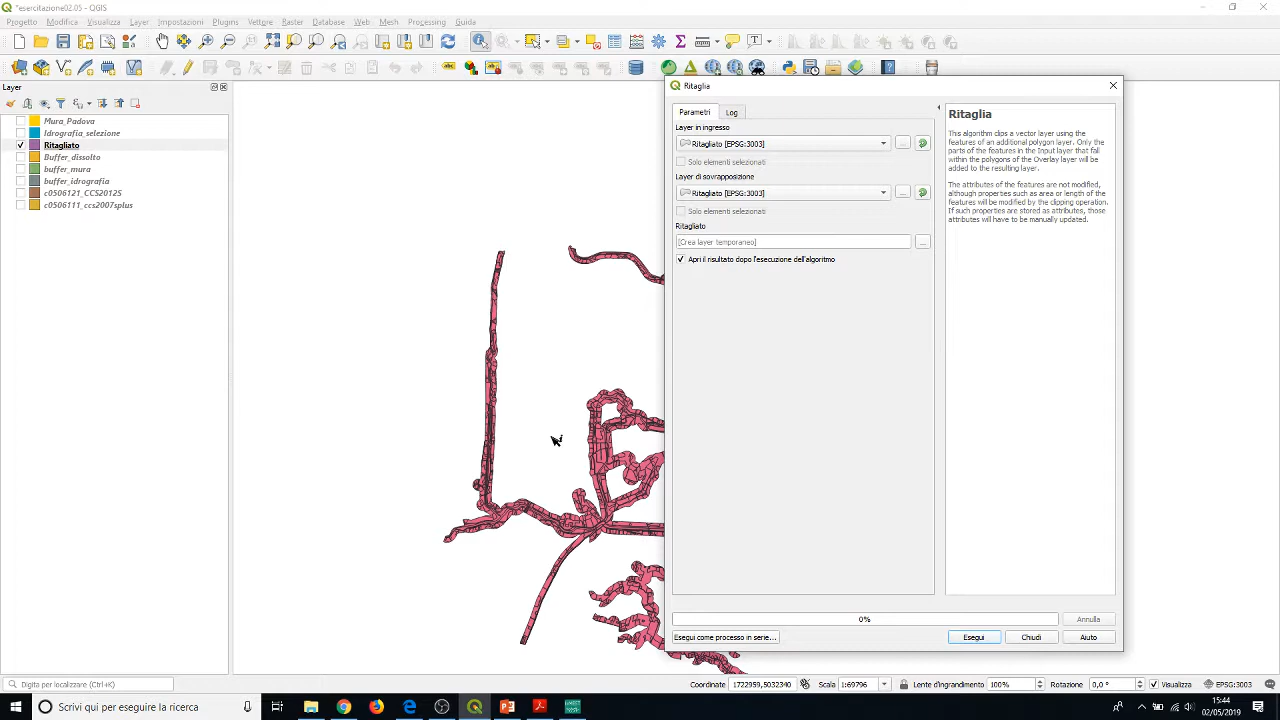 *esercitazione02.05 - QGIS
Progetto Modifica Visualizza Layer Impostazioni Plugins Vettore Raster Database Web Mesh Processing Guida
Layer
Mura_Padova
Idrografia_selezione
Ritagliato
Buffer_dissolto
buffer_mura
buffer_idrografia
c0506121_CCS2012S
c0506111_ccs2007splus
Ritaglia
Parametri Log
Layer in ingresso
Ritagliato [EPSG:3003]
...
Solo elementi selezionati
Layer di sovrapposizione
Ritagliato [EPSG:3003]
...
Solo elementi selezionati
Ritagliato
[Crea layer temporaneo]
...
Apri il risultato dopo l'esecuzione dell'algoritmo
Ritaglia
This algorithm clips a vector layer using the
features of an additional polygon layer. Only the
parts of the features in the Input layer that fall
within the polygons of the Overlay layer will be
added to the resulting layer.
The attributes of the features are not modified,
although properties such as area or length of the
features will be modified by the clipping operation.
If such properties are stored as attributes, those
attributes will have to be manually updated.
0%
Annulla
Esegui come processo in serie...
Esegui
Chiudi
Aiuto
Digita per localizzare (Ctrl+K)
Coordinate 1722959,5032340 Scala 1:69796 Lente d'ingrandimento 100% Rotazione 0,0 ° Visualizza EPSG:3003
Scrivi qui per eseguire la ricerca
15:44
02/05/2019